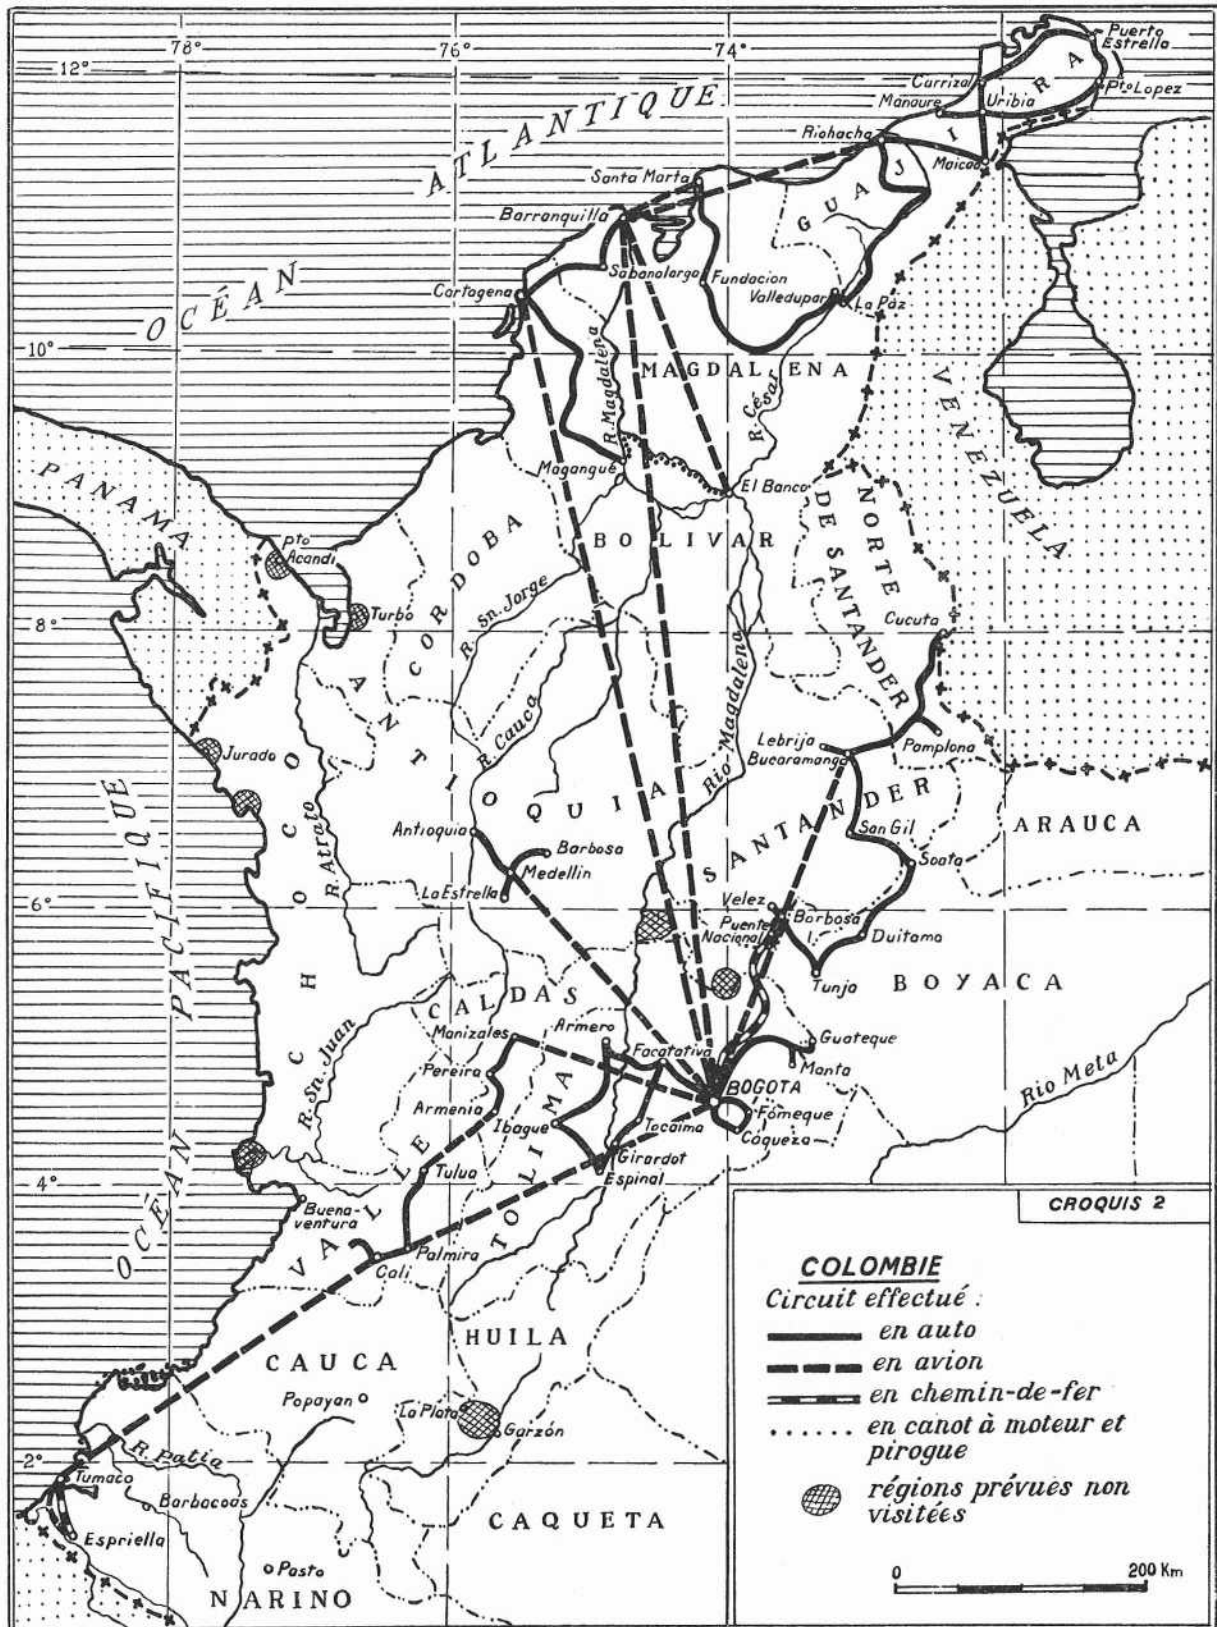 78°
76°
74°
12°
10°
8°
6°
4°
2°
OCÉAN ATLANTIQUE
Puerto
Estrella
Carrizal
Manaure
Uribia
Pto Lopez
Riohacha
Maicao
GUAJIRA
Santa Marta
Barranquilla
Sabanalarga
Fundacion
Cartagena
Valledupar
La Paz
MAGDALENA
R. Magdalena
R. César
VENEZUELA
PANAMA
Magangué
El Banco
BOLIVAR
NORTE
DE SANTANDER
CORDOBA
Pto
Acandi
Turbo
R. Sn. Jorge
Cucuta
ANTIOQUIA
R. Cauca
Rio Magdalena
Lebrija
Bucaramanga
Pamplona
Jurado
OCÉAN PACIFIQUE
CHOCO
R. Atrato
Antioquia
Barbosa
Medellin
La Estrella
SANTANDER
San Gil
Soata
ARAUCA
Velez
Puente
Nacional
Barbosa
Duitama
Tunja
BOYACA
CALDAS
Manizales
Armero
Facatativa
Guateque
Manta
R. Sn. Juan
Pereira
BOGOTA
Rio Meta
Armenia
Ibague
Tocaima
Fómeque
Cáqueza
TOLIMA
Girardot
Espinal
Tulua
Buena-
ventura
VALLE
Palmira
Cali
HUILA
CAUCA
Popayan
La Plata
Garzón
R. Patia
Tumaco
Barbacoas
Espriella
CAQUETA
Pasto
NARINO
CROQUIS 2
COLOMBIE
Circuit effectué :
en auto
en avion
en chemin-de-fer
en canot à moteur et
pirogue
régions prévues non
visitées
0 200 Km